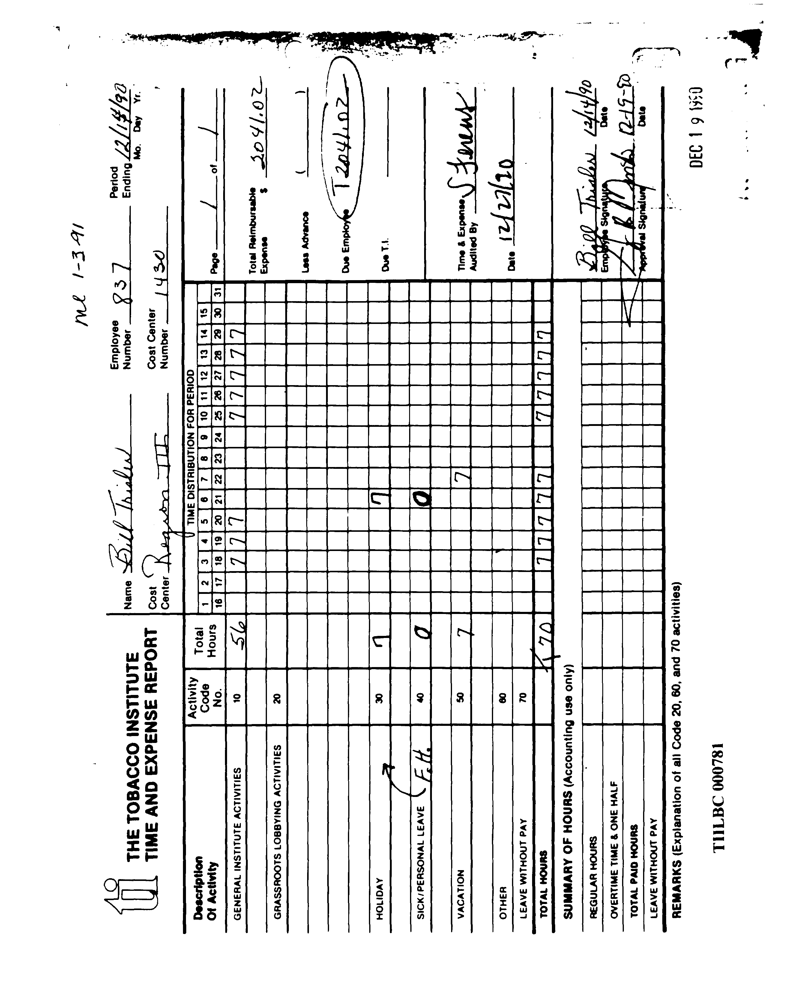 me 1-3-91
THE TOBACCO INSTITUTE
TIME AND EXPENSE REPORT
Name Bill Trisler
Employee Number 837
Period Ending 12/14/90
Mo. Day Yr.
Cost Center Region III
Cost Center Number 1430
Description Of Activity
Activity Code No.
Total Hours
TIME DISTRIBUTION FOR PERIOD
1 2 3 4 5 6 7 8 9 10 11 12 13 14 15
16 17 18 19 20 21 22 23 24 25 26 27 28 29 30 31
Page 1 of 1
GENERAL INSTITUTE ACTIVITIES 10 56 7 7 7 7 7 7 7 7
Total Reimbursable Expense $ 2041.02
GRASSROOTS LOBBYING ACTIVITIES 20
Less Advance ( )
Due Employee 2041.02
HOLIDAY 30 7 7
Due T.I.
SICK/PERSONAL LEAVE F.H. 40 0 0
VACATION 50 7 7
Time & Expense Audited By
OTHER 60
Date 12/27/90
LEAVE WITHOUT PAY 70
TOTAL HOURS 70 7 7 7 7 7 7 7 7 7 7
SUMMARY OF HOURS (Accounting use only)
REGULAR HOURS
Bill Trisler 12/14/90
Employee Signature Date
OVERTIME TIME & ONE HALF
TOTAL PAID HOURS
12-19-90
Approval Signature Date
LEAVE WITHOUT PAY
REMARKS (Explanation of all Code 20, 60, and 70 activities)
DEC 19 1990
TIILBC 000781